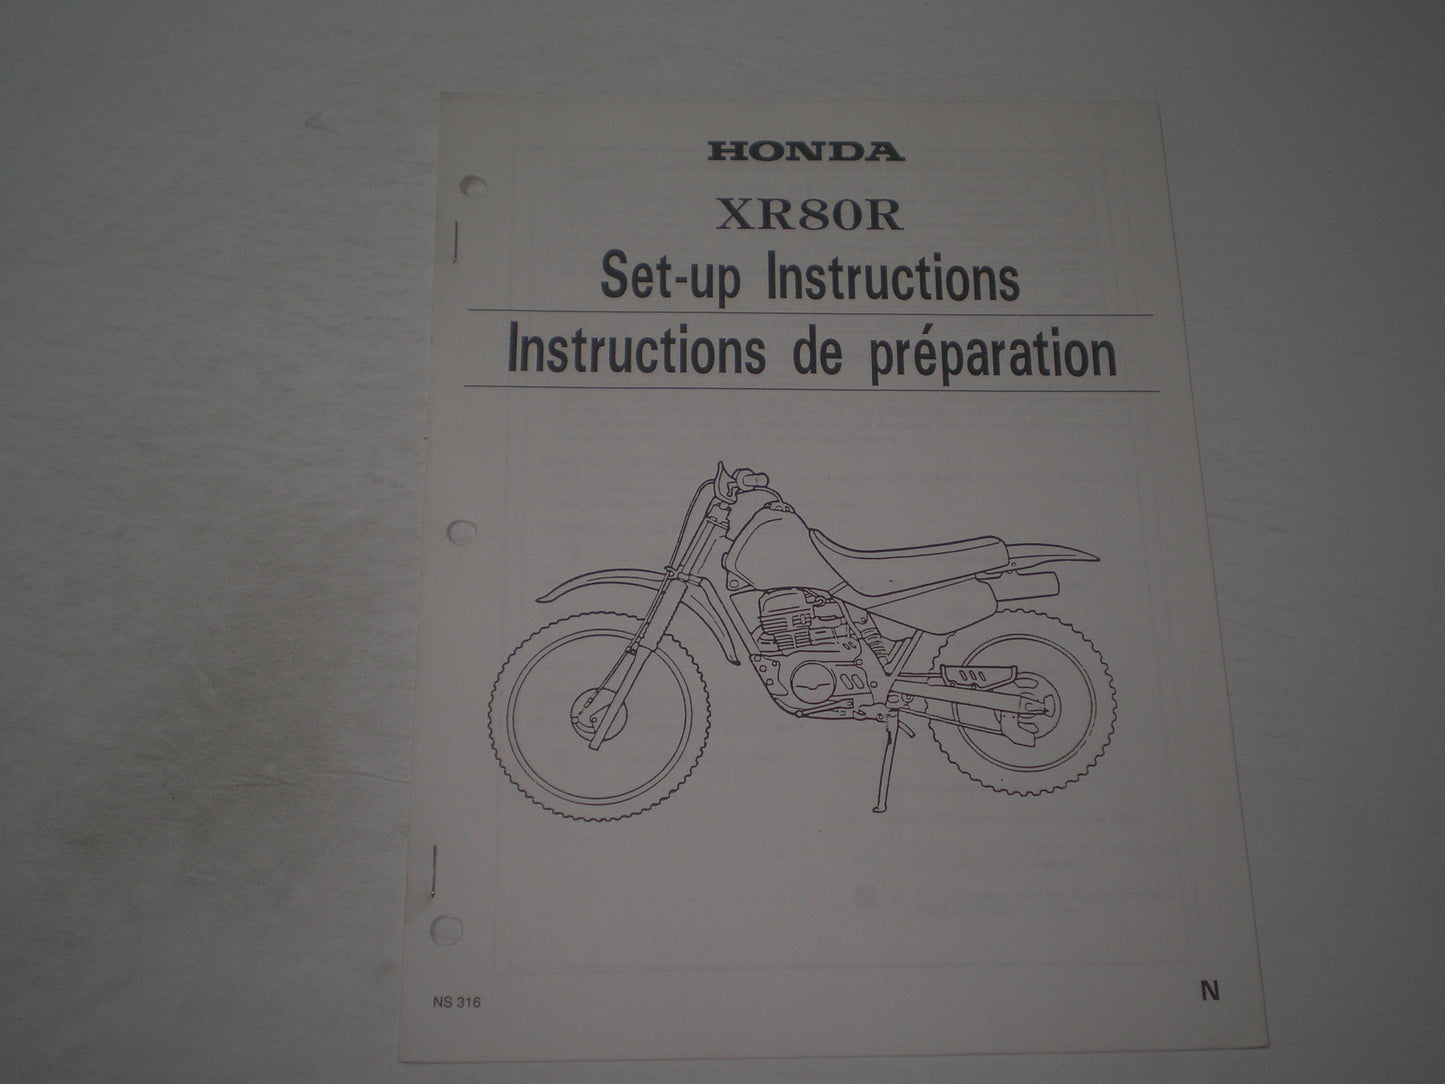 HONDA
XR80R
Set-up Instructions
Instructions de préparation
NS 316
N